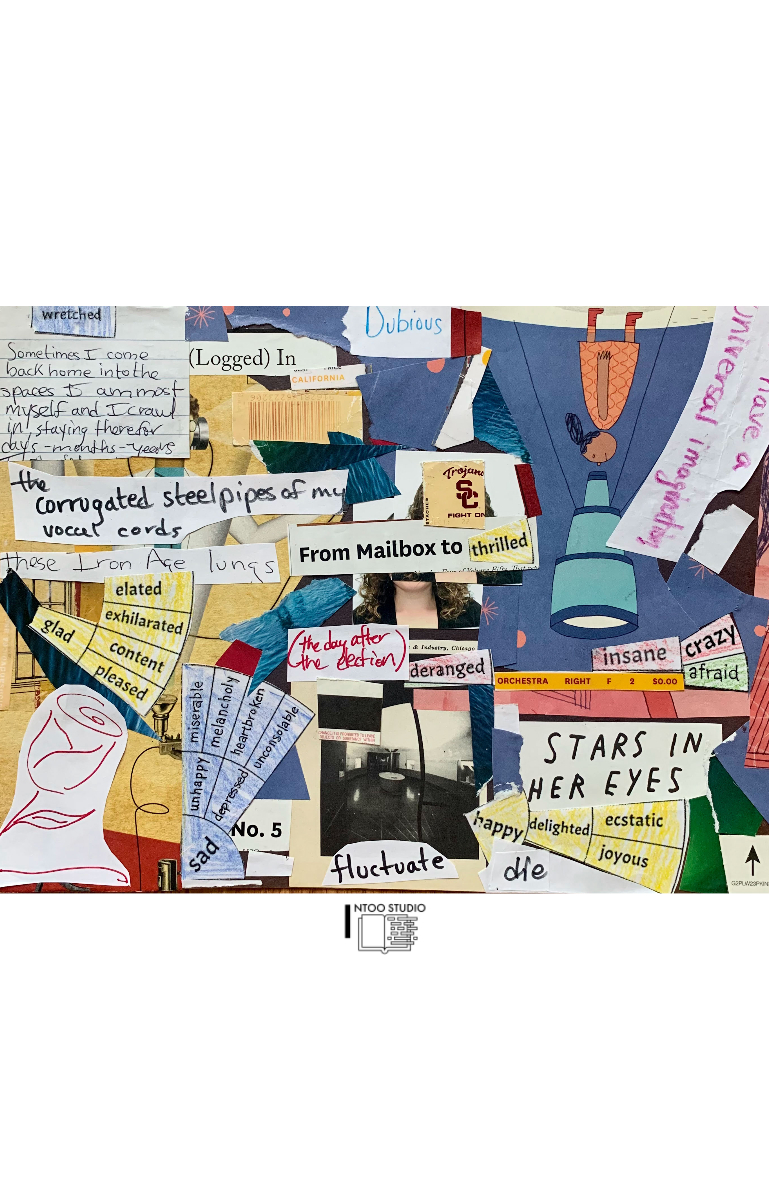 wretched
Sometimes I come
back home into the
spaces I am most
myself and I crawl
in, staying there for
days-months-years
(Logged) In
CALIFORNIA
Dubious
Universal imagination
have a
the
corrugated steel pipes of my
vocal cords
these Iron Age lungs
Trojans
SC
FIGHT ON
From Mailbox to thrilled
elated
exhilarated
glad
content
pleased
(the day after
the election)
& Industry, Chicago
deranged
insane
crazy
afraid
ORCHESTRA RIGHT F 2 $0.00
miserable
melancholy
heartbroken
unconsolable
unhappy
depressed
sad
No. 5
fluctuate
STARS IN
HER EYES
happy
delighted
ecstatic
joyous
die
NTOO STUDIO